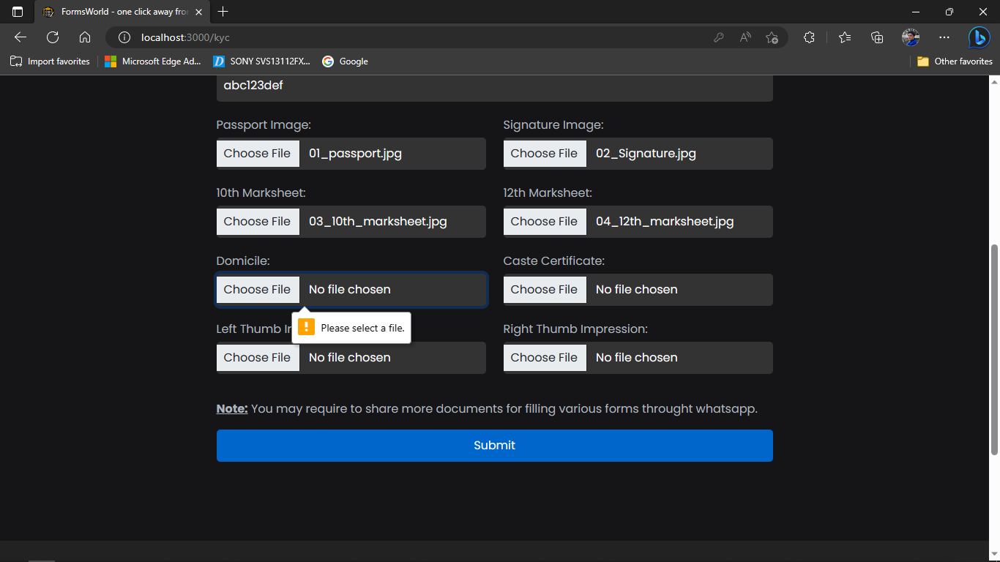 FormsWorld - one click away fro
localhost:3000/kyc
Import favorites
Microsoft Edge Ad...
SONY SVS13112FX...
Google
Other favorites
abc123def
Passport Image:
Signature Image:
Choose File 01_passport.jpg
Choose File 02_Signature.jpg
10th Marksheet:
12th Marksheet:
Choose File 03_10th_marksheet.jpg
Choose File 04_12th_marksheet.jpg
Domicile:
Caste Certificate:
Choose File No file chosen
Choose File No file chosen
Please select a file.
Left Thumb
Right Thumb Impression:
Choose File No file chosen
Choose File No file chosen
Note: You may require to share more documents for filling various forms throught whatsapp.
Submit